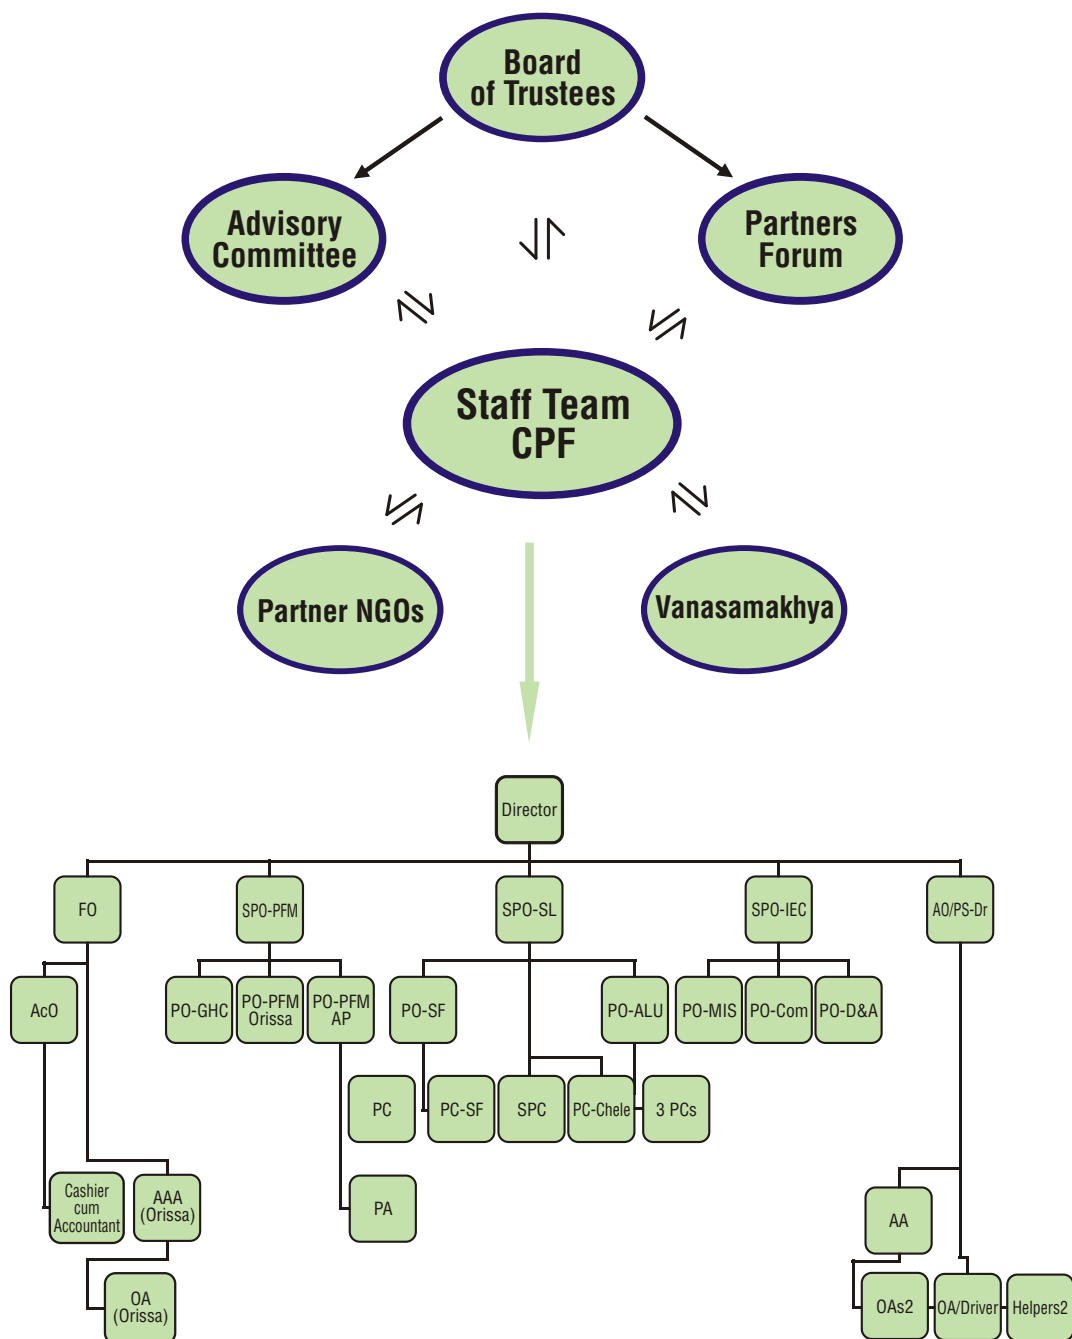 Board
of Trustees
Advisory
Committee
Partners
Forum
Staff Team
CPF
Partner NGOs
Vanasamakhya
Director
FO
SPO-PFM
SPO-SL
SPO-IEC
AO/PS-Dr
AcO
PO-GHC
PO-PFM
Orissa
PO-PFM
AP
PO-SF
PO-ALU
PO-MIS
PO-Com
PO-D&A
PC
PC-SF
SPC
PC-Chele
3 PCs
Cashier
cum
Accountant
AAA
(Orissa)
PA
AA
OA
(Orissa)
OAs2
OA/Driver
Helpers2